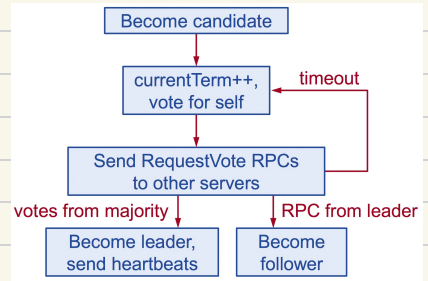 Become candidate
currentTerm++,
vote for self
timeout
Send RequestVote RPCs
to other servers
votes from majority
RPC from leader
Become leader,
send heartbeats
Become
follower